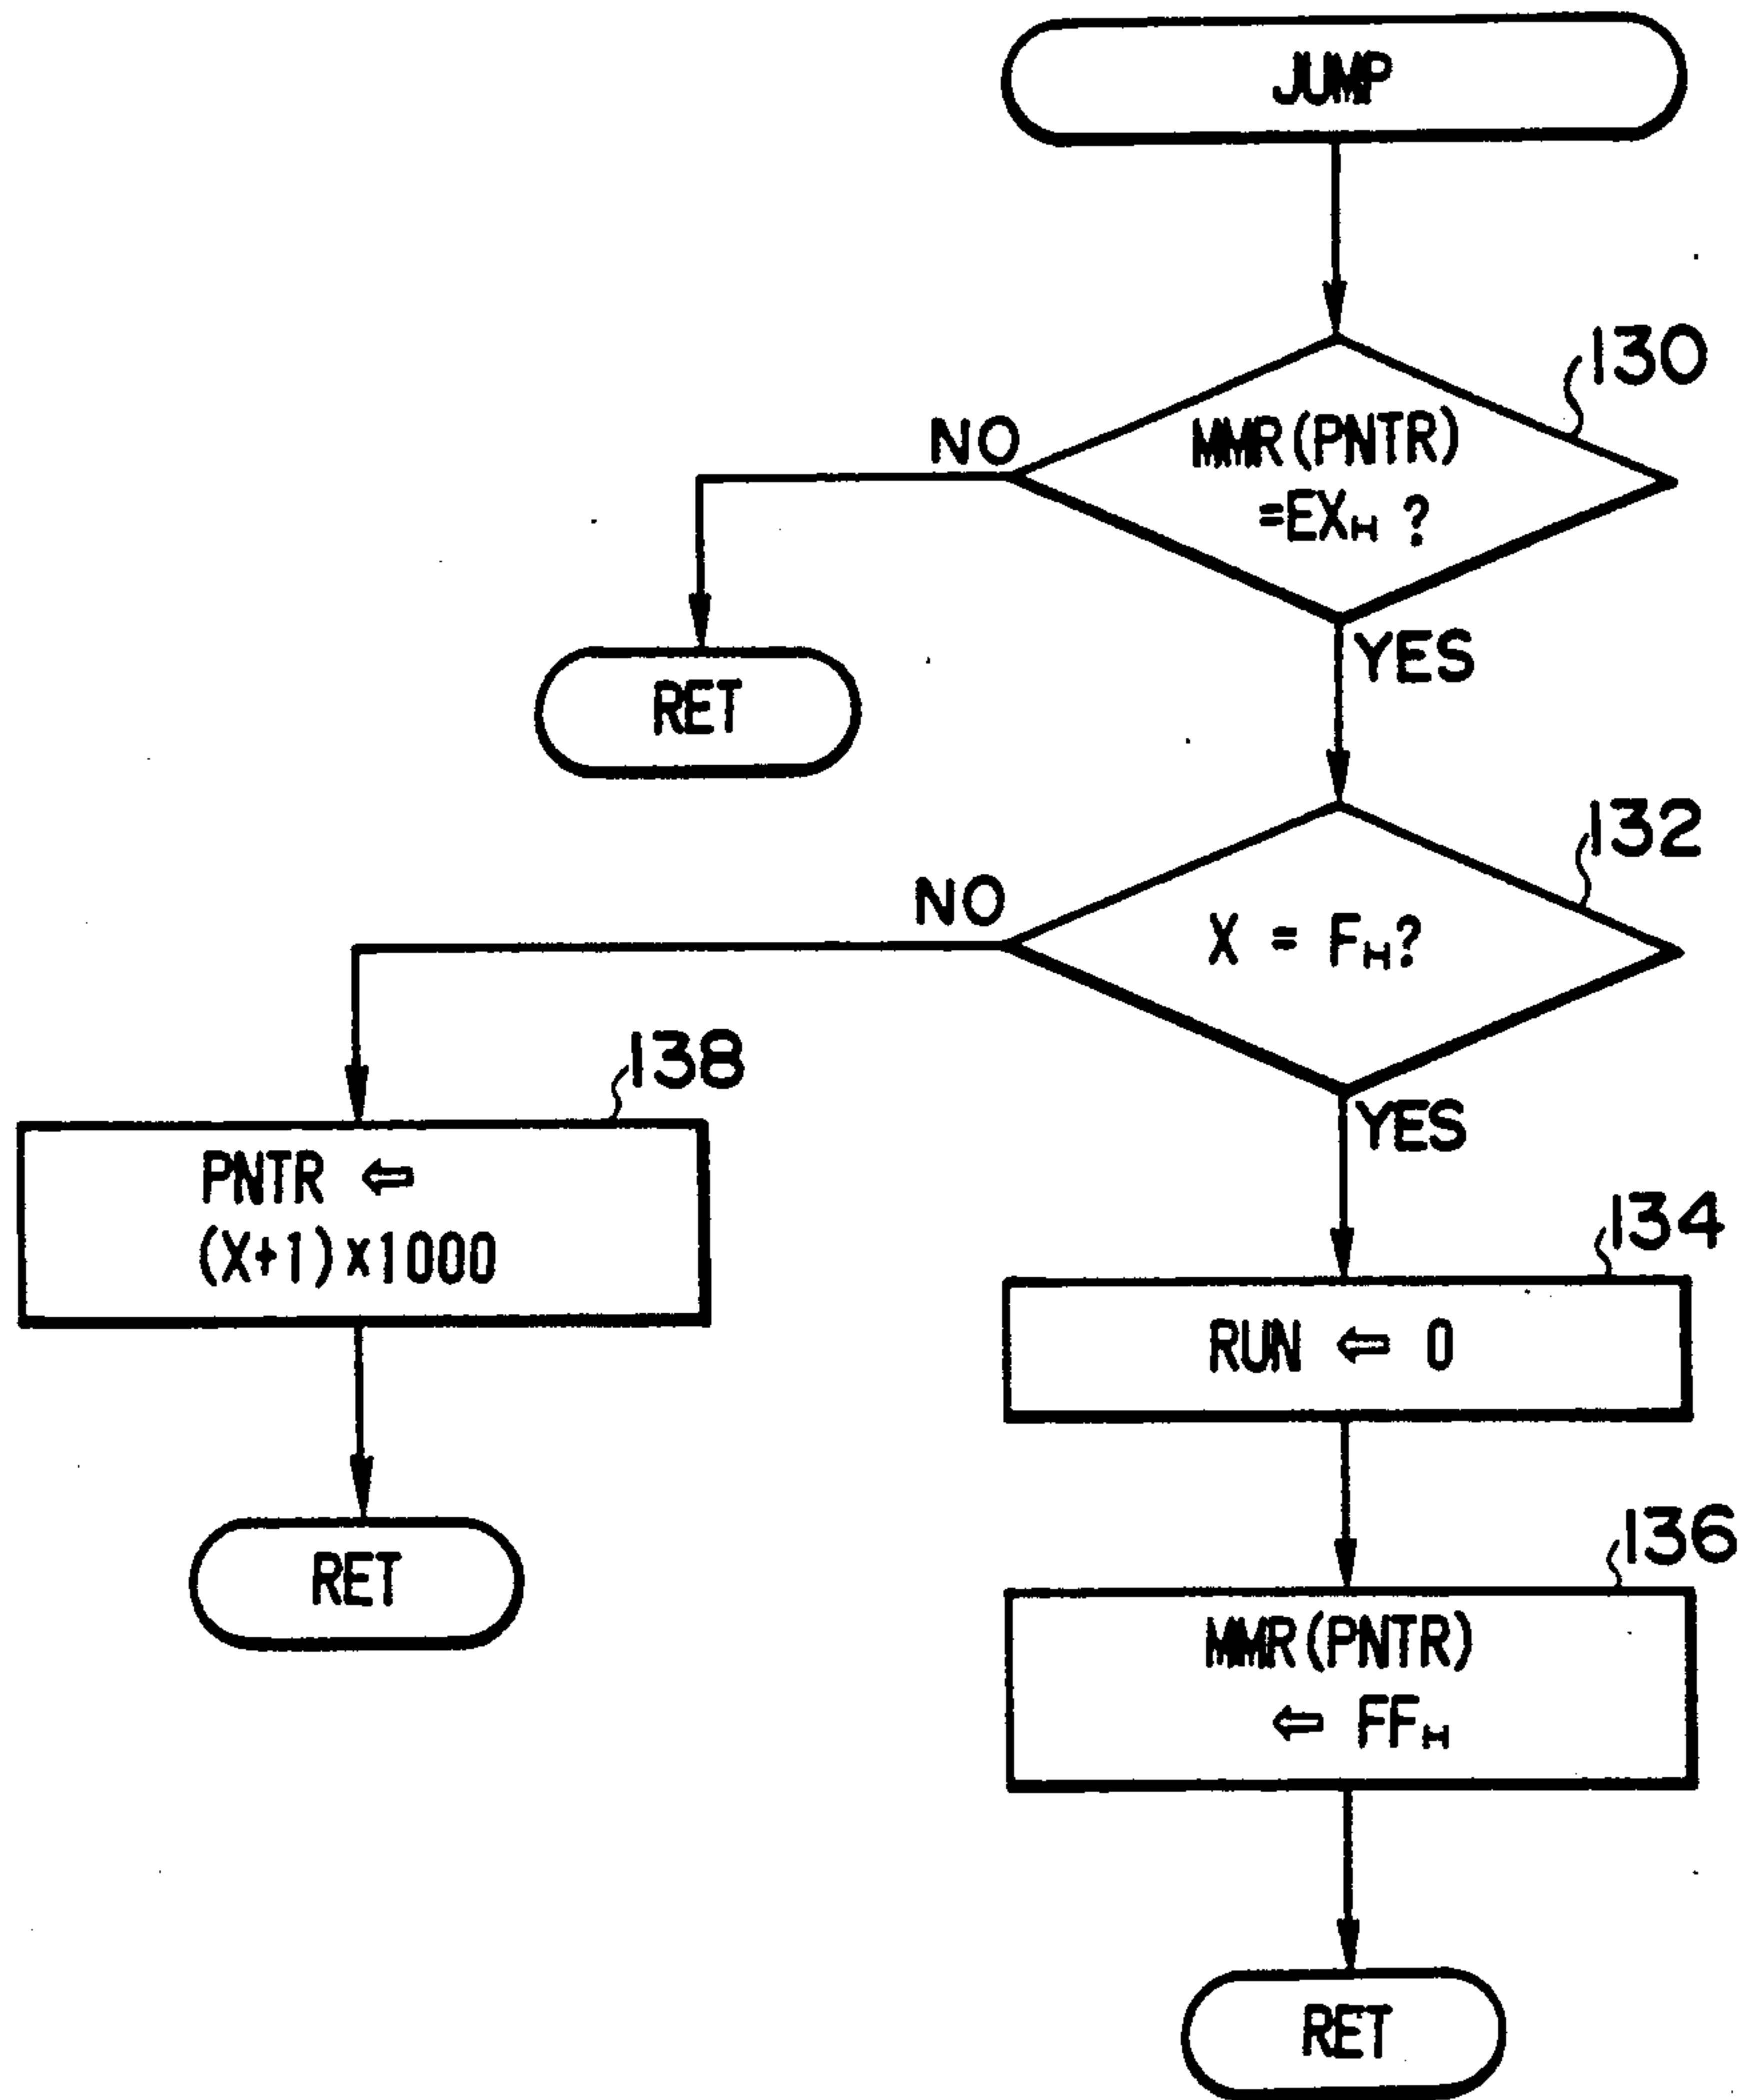 JUMP
130
NO
MMR(PNTR)
=EXH ?
YES
RET
132
NO
X = FH?
YES
138
PNTR ⇐
(X+1)×1000
134
RUN ⇐ 0
RET
136
MMR(PNTR)
⇐ FFH
RET